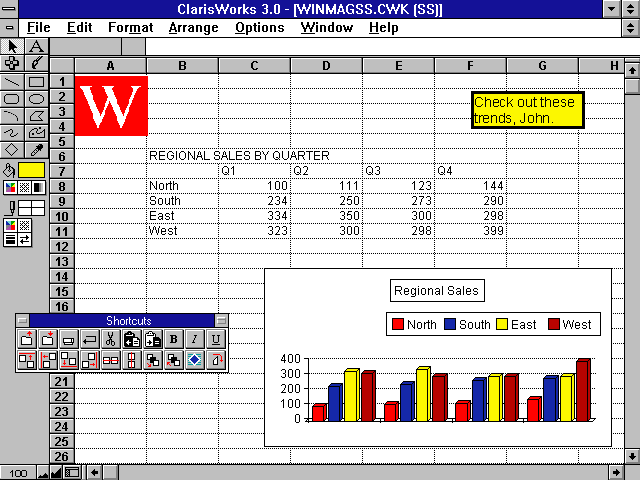 ClarisWorks 3.0 - [WINMAGSS.CWK (SS)]
File Edit Format Arrange Options Window Help
A
A B C D E F G H
1
W
2
Check out these
3
trends, John.
4
5
6 REGIONAL SALES BY QUARTER
7 Q1 Q2 Q3 Q4
8 North 100 111 123 144
9 South 234 250 273 290
10 East 334 350 300 298
11 West 323 300 298 399
12
13
14
15
16
Regional Sales
North South East West
Shortcuts
B I U
21
22
23
24
25
26
400
300
200
100
0
100